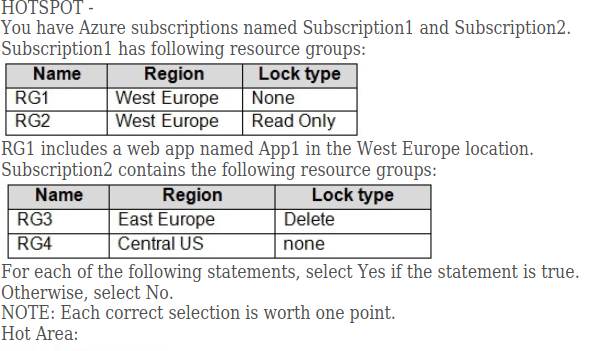 HOTSPOT -
You have Azure subscriptions named Subscription1 and Subscription2.
Subscription1 has following resource groups:
Name Region Lock type
RG1 West Europe None
RG2 West Europe Read Only
RG1 includes a web app named App1 in the West Europe location.
Subscription2 contains the following resource groups:
Name Region Lock type
RG3 East Europe Delete
RG4 Central US none
For each of the following statements, select Yes if the statement is true.
Otherwise, select No.
NOTE: Each correct selection is worth one point.
Hot Area: